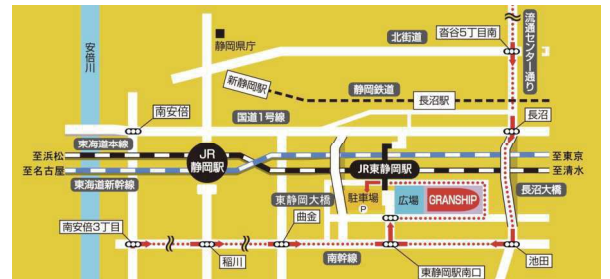 安倍川
静岡県庁
北街道
沓谷5丁目南
流通センター通り
新静岡駅
静岡鉄道
長沼駅
南安倍
国道1号線
長沼
東海道本線
至浜松
至名古屋
東海道新幹線
JR
静岡駅
JR東静岡駅
至東京
至清水
東静岡大橋
駐車場
P
広場
GRANSHIP
長沼大橋
南安倍3丁目
曲金
稲川
南幹線
東静岡駅南口
池田